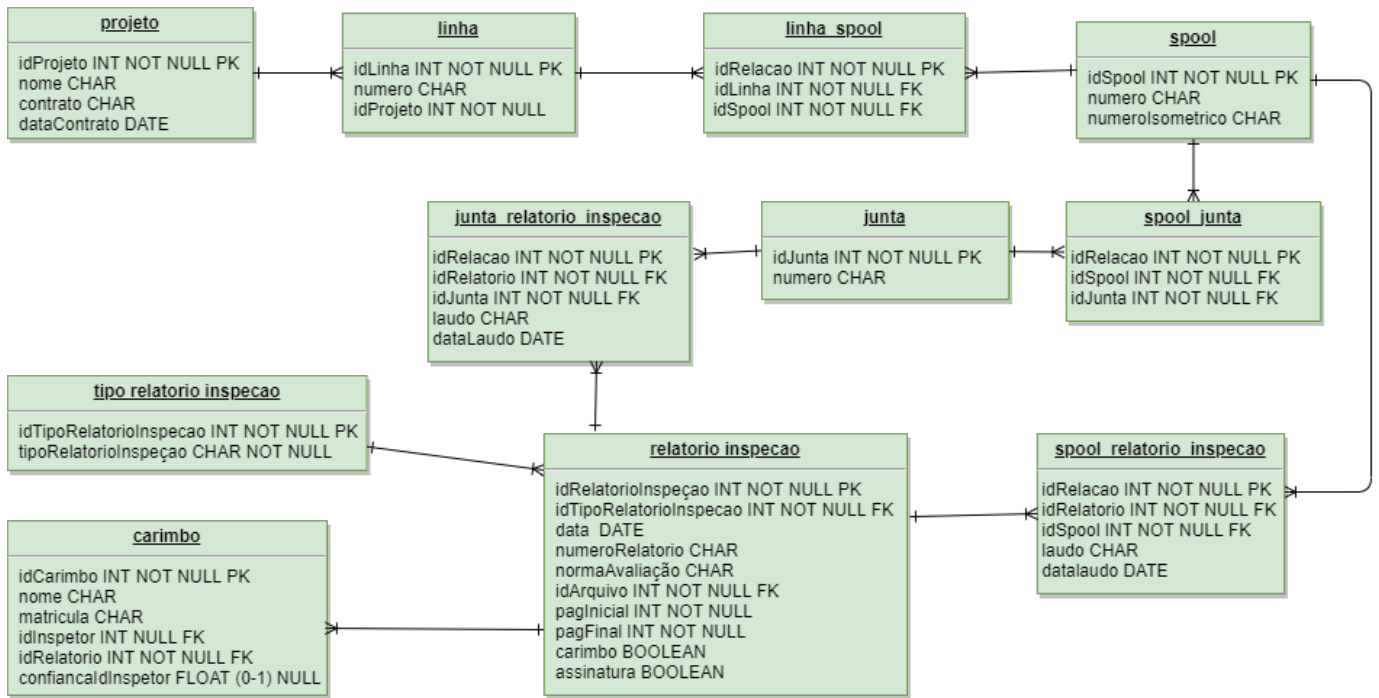 projeto
idProjeto INT NOT NULL PK
nome CHAR
contrato CHAR
dataContrato DATE
linha
idLinha INT NOT NULL PK
numero CHAR
idProjeto INT NOT NULL
linha_spool
idRelacao INT NOT NULL PK
idLinha INT NOT NULL FK
idSpool INT NOT NULL FK
spool
idSpool INT NOT NULL PK
numero CHAR
numeroIsometrico CHAR
junta_relatorio_inspecao
idRelacao INT NOT NULL PK
idRelatorio INT NOT NULL FK
idJunta INT NOT NULL FK
laudo CHAR
dataLaudo DATE
junta
idJunta INT NOT NULL PK
numero CHAR
spool_junta
idRelacao INT NOT NULL PK
idSpool INT NOT NULL FK
idJunta INT NOT NULL FK
tipo relatorio inspecao
idTipoRelatorioInspecao INT NOT NULL PK
tipoRelatorioInspeçao CHAR NOT NULL
relatorio inspecao
idRelatorioInspeçao INT NOT NULL PK
idTipoRelatorioInspecao INT NOT NULL FK
data  DATE
numeroRelatorio CHAR
normaAvaliação CHAR
idArquivo INT NOT NULL FK
pagInicial INT NOT NULL
pagFinal INT NOT NULL
carimbo BOOLEAN
assinatura BOOLEAN
spool_relatorio_inspecao
idRelacao INT NOT NULL PK
idRelatorio INT NOT NULL FK
idSpool INT NOT NULL FK
laudo CHAR
datalaudo DATE
carimbo
idCarimbo INT NOT NULL PK
nome CHAR
matricula CHAR
idInspetor INT NULL FK
idRelatorio INT NOT NULL FK
confiancaIdInspetor FLOAT (0-1) NULL